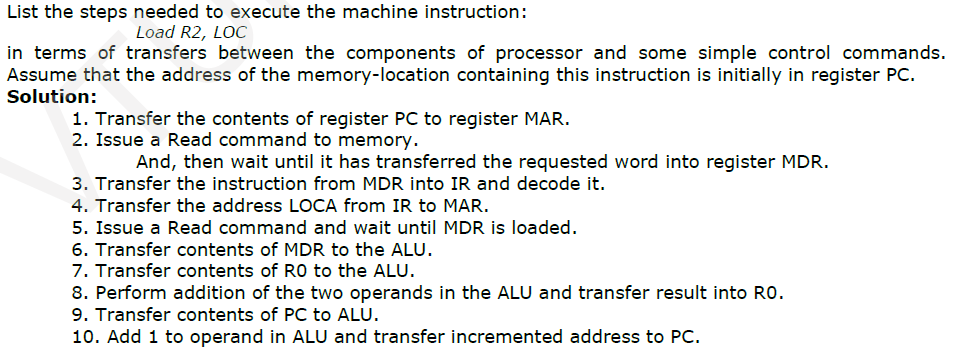 List the steps needed to execute the machine instruction:
Load R2, LOC
in terms of transfers between the components of processor and some simple control commands.
Assume that the address of the memory-location containing this instruction is initially in register PC.
Solution:
1. Transfer the contents of register PC to register MAR.
2. Issue a Read command to memory.
And, then wait until it has transferred the requested word into register MDR.
3. Transfer the instruction from MDR into IR and decode it.
4. Transfer the address LOCA from IR to MAR.
5. Issue a Read command and wait until MDR is loaded.
6. Transfer contents of MDR to the ALU.
7. Transfer contents of R0 to the ALU.
8. Perform addition of the two operands in the ALU and transfer result into R0.
9. Transfer contents of PC to ALU.
10. Add 1 to operand in ALU and transfer incremented address to PC.